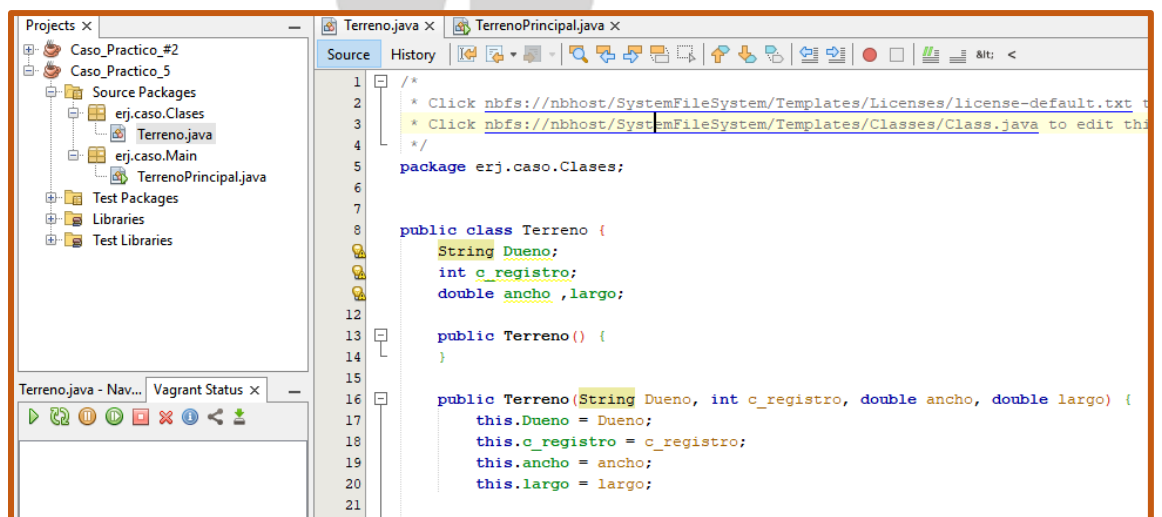 Projects ×
Caso_Practico_#2
Caso_Practico_5
Source Packages
erj.caso.Clases
Terreno.java
erj.caso.Main
TerrenoPrincipal.java
Test Packages
Libraries
Test Libraries
Terreno.java - Nav... Vagrant Status ×
Terreno.java × TerrenoPrincipal.java ×
Source History &lt; <
1 /*
2 * Click nbfs://nbhost/SystemFileSystem/Templates/Licenses/license-default.txt t
3 * Click nbfs://nbhost/SystemFileSystem/Templates/Classes/Class.java to edit thi
4 */
5 package erj.caso.Clases;
6
7
8 public class Terreno {
String Dueno;
int c_registro;
double ancho ,largo;
12
13 public Terreno() {
14 }
15
16 public Terreno(String Dueno, int c_registro, double ancho, double largo) {
17 this.Dueno = Dueno;
18 this.c_registro = c_registro;
19 this.ancho = ancho;
20 this.largo = largo;
21